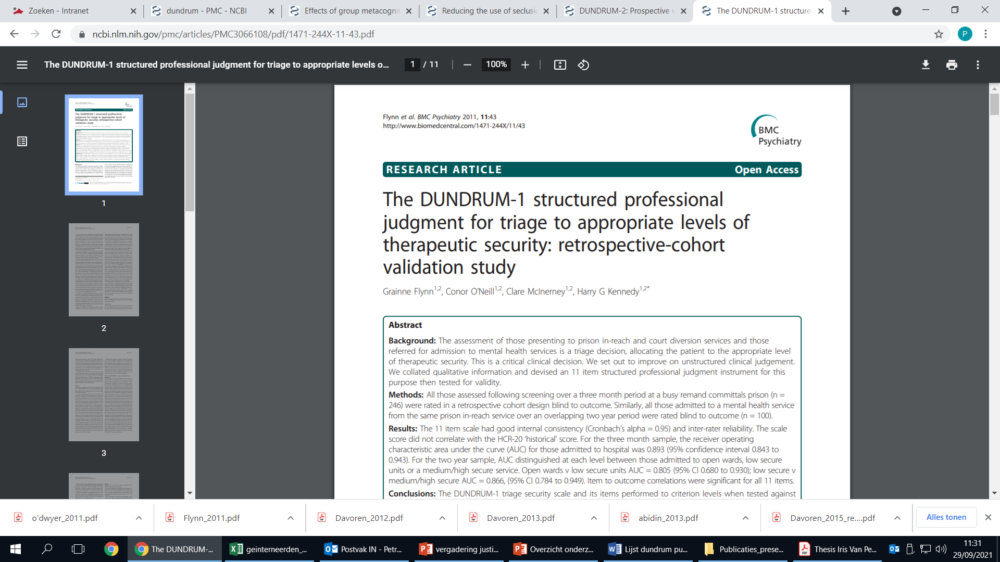 Zoeken - Intranet
dundrum - PMC - NCBI
Effects of group metacognit
Reducing the use of seclusio
DUNDRUM-2: Prospective v
The DUNDRUM-1 structure
ncbi.nlm.nih.gov/pmc/articles/PMC3066108/pdf/1471-244X-11-43.pdf
P
The DUNDRUM-1 structured professional judgment for triage to appropriate levels o...
1 / 11
100%
1
2
3
Flynn et al. BMC Psychiatry 2011, 11:43
http://www.biomedcentral.com/1471-244X/11/43
BMC
Psychiatry
RESEARCH ARTICLE
Open Access
The DUNDRUM-1 structured professional
judgment for triage to appropriate levels of
therapeutic security: retrospective-cohort
validation study
Grainne Flynn1,2, Conor O'Neill1,2, Clare McInerney1,2, Harry G Kennedy1,2*
Abstract
Background: The assessment of those presenting to prison in-reach and court diversion services and those
referred for admission to mental health services is a triage decision, allocating the patient to the appropriate level
of therapeutic security. This is a critical clinical decision. We set out to improve on unstructured clinical judgement.
We collated qualitative information and devised an 11 item structured professional judgment instrument for this
purpose then tested for validity.
Methods: All those assessed following screening over a three month period at a busy remand committals prison (n =
246) were rated in a retrospective cohort design blind to outcome. Similarly, all those admitted to a mental health service
from the same prison in-reach service over an overlapping two year period were rated blind to outcome (n = 100).
Results: The 11 item scale had good internal consistency (Cronbach's alpha = 0.95) and inter-rater reliability. The scale
score did not correlate with the HCR-20 'historical' score. For the three month sample, the receiver operating
characteristic area under the curve (AUC) for those admitted to hospital was 0.893 (95% confidence interval 0.843 to
0.943). For the two year sample, AUC distinguished at each level between those admitted to open wards, low secure
units or a medium/high secure service. Open wards v low secure units AUC = 0.805 (95% CI 0.680 to 0.930); low secure v
medium/high secure AUC = 0.866, (95% CI 0.784 to 0.949). Item to outcome correlations were significant for all 11 items.
Conclusions: The DUNDRUM-1 triage security scale and its items performed to criterion levels when tested against
o'dwyer_2011.pdf
Flynn_2011.pdf
Davoren_2012.pdf
Davoren_2013.pdf
abidin_2013.pdf
Davoren_2015_re....pdf
Alles tonen
The DUNDRUM-...
geinterneerden_...
Postvak IN - Petr...
vergadering justi...
Overzicht onderz...
Lijst dundrum pu...
Publicaties_prese...
Thesis Iris Van Pe...
11:31
29/09/2021